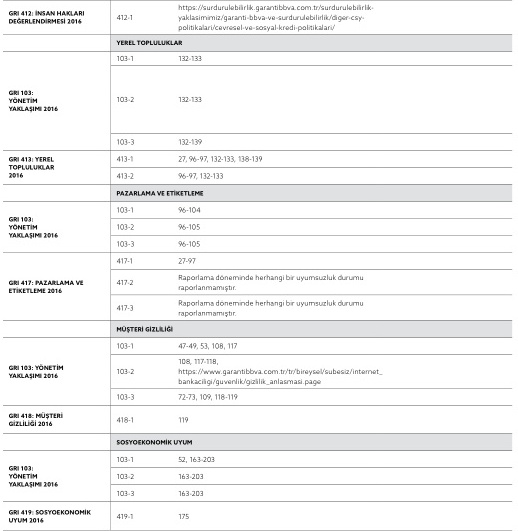 GRI 412: İNSAN HAKLARI
DEĞERLENDİRMESİ 2016
412-1
https://surdurulebilirlik.garantibbva.com.tr/surdurulebilirlik-
yaklasimimiz/garanti-bbva-ve-surdurulebilirlik/diger-csy-
politikalari/cevresel-ve-sosyal-kredi-politikalari/
YEREL TOPLULUKLAR
GRI 103:
YÖNETİM
YAKLAŞIMI 2016
103-1 132-133
103-2 132-133
103-3 132-139
GRI 413: YEREL
TOPLULUKLAR
2016
413-1 27, 96-97, 132-133, 138-139
413-2 96-97, 132-133
PAZARLAMA VE ETİKETLEME
GRI 103:
YÖNETİM
YAKLAŞIMI 2016
103-1 96-104
103-2 96-105
103-3 96-105
GRI 417: PAZARLAMA VE
ETİKETLEME 2016
417-1 27-97
417-2 Raporlama döneminde herhangi bir uyumsuzluk durumu
raporlanmamıştır.
417-3 Raporlama döneminde herhangi bir uyumsuzluk durumu
raporlanmamıştır.
MÜŞTERİ GİZLİLİĞİ
GRI 103: YÖNETİM
YAKLAŞIMI 2016
103-1 47-49, 53, 108, 117
103-2 108, 117-118,
https://www.garantibbva.com.tr/tr/bireysel/subesiz/internet_
bankaciligi/guvenlik/gizlilik_anlasmasi.page
103-3 72-73, 109, 118-119
GRI 418: MÜŞTERİ
GİZLİLİĞİ 2016
418-1 119
SOSYOEKONOMİK UYUM
GRI 103:
YÖNETİM
YAKLAŞIMI 2016
103-1 52, 163-203
103-2 163-203
103-3 163-203
GRI 419: SOSYOEKONOMİK
UYUM 2016
419-1 175